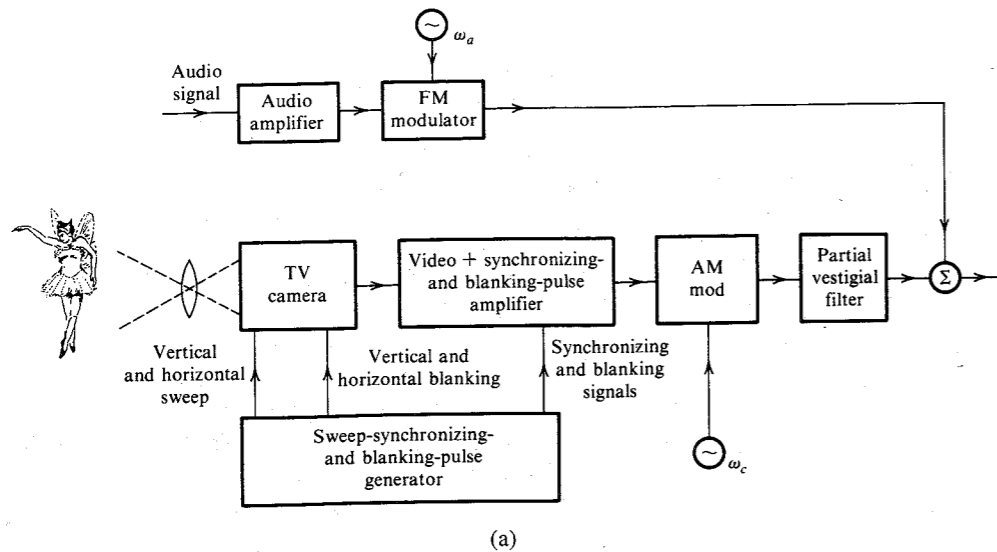 ω_a
Audio
signal
Audio
amplifier
FM
modulator
TV
camera
Video + synchronizing-
and blanking-pulse
amplifier
AM
mod
Partial
vestigial
filter
Σ
Vertical
and horizontal
sweep
Vertical and
horizontal blanking
Synchronizing
and blanking
signals
Sweep-synchronizing-
and blanking-pulse
generator
ω_c
(a)